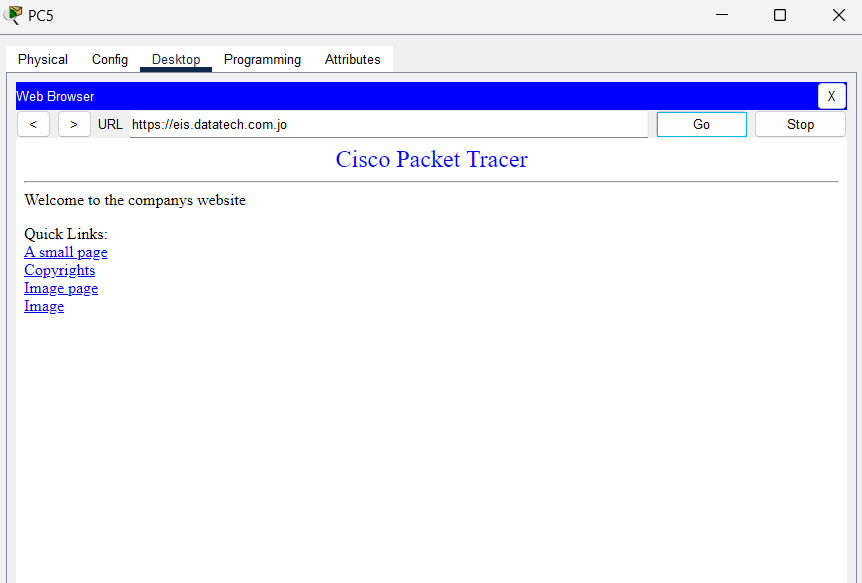 PC5
Physical Config Desktop Programming Attributes
Web Browser X
< > URL https://eis.datatech.com.jo Go Stop
Cisco Packet Tracer
Welcome to the companys website
Quick Links:
A small page
Copyrights
Image page
Image